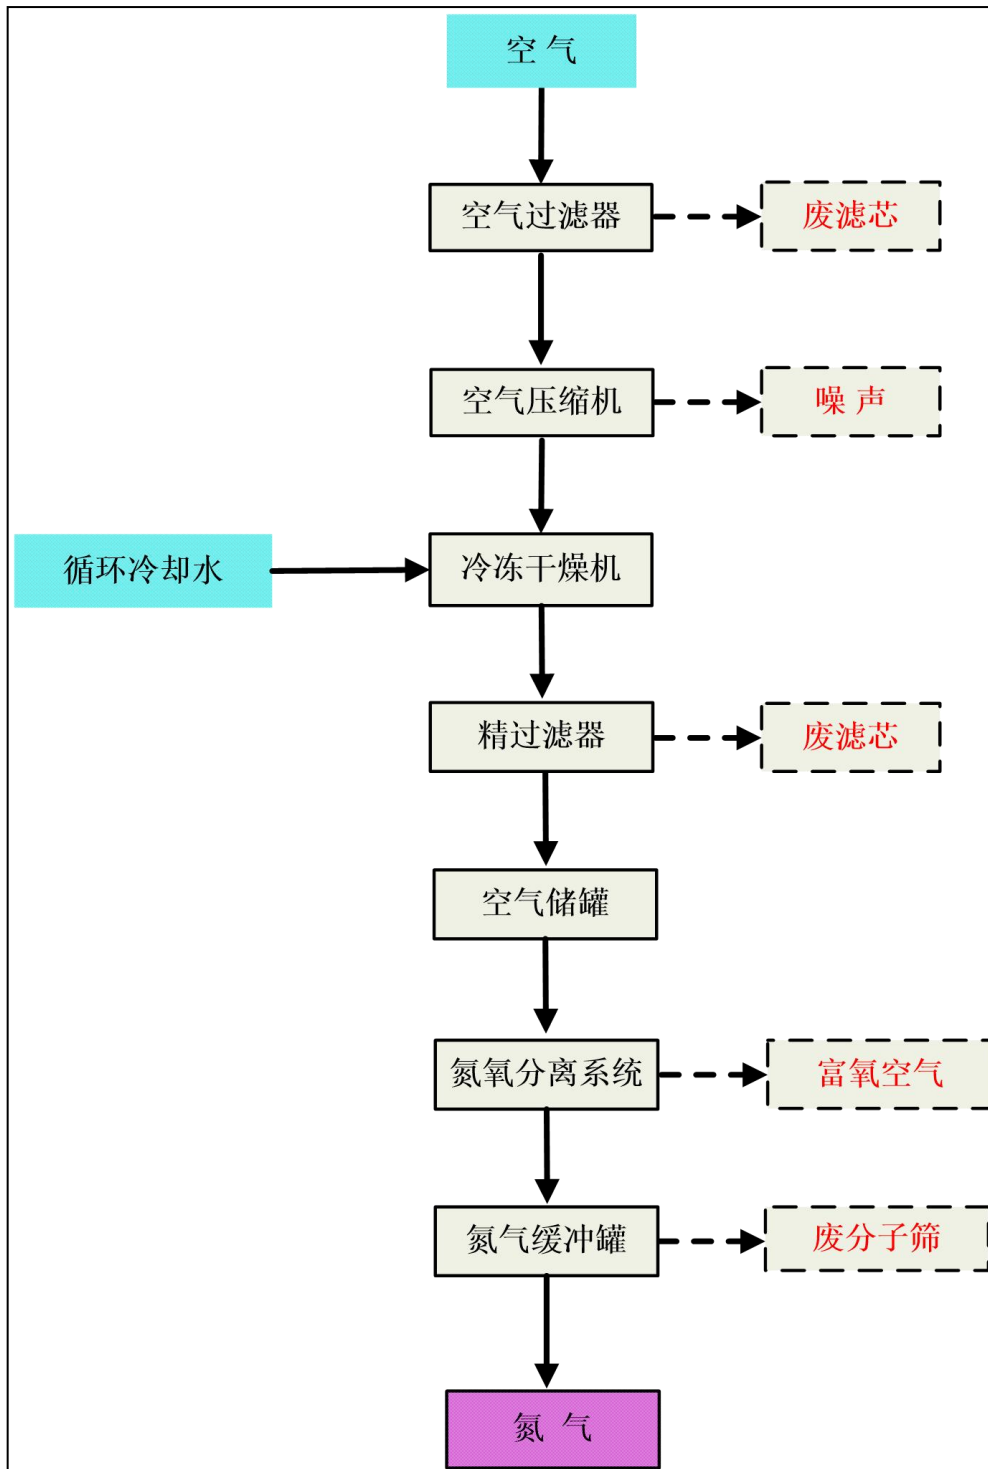 空 气
空气过滤器
废滤芯
空气压缩机
噪 声
循环冷却水
冷冻干燥机
精过滤器
废滤芯
空气储罐
氮氧分离系统
富氧空气
氮气缓冲罐
废分子筛
氮 气